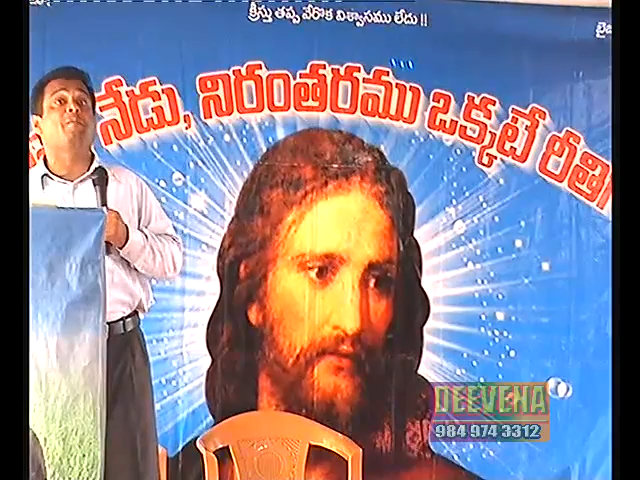 క్రీస్తు తప్ప వేరొక విశ్వాసము లేదు !!
నేడు, నిరంతరము ఒక్కటే రీతి
DEEVENA
984 974 3312